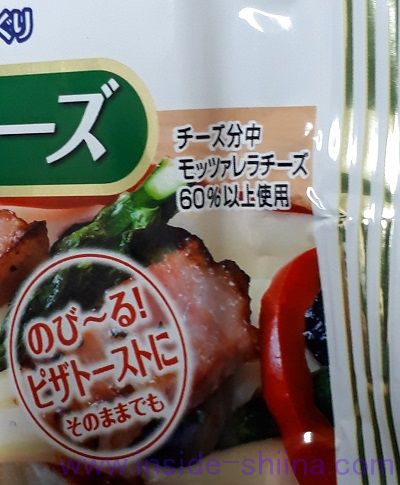 くり
ーズ
チーズ分中
モッツァレラチーズ
60%以上使用
のび〜る!
ピザトーストに
そのままでも
www.inside-shiina.com